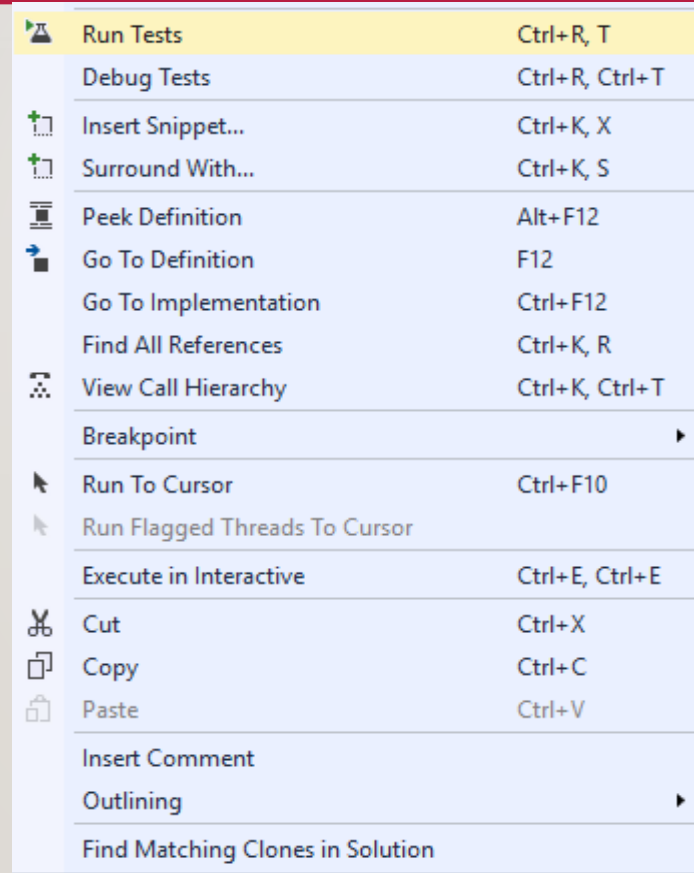 Run Tests Ctrl+R, T
Debug Tests Ctrl+R, Ctrl+T
Insert Snippet... Ctrl+K, X
Surround With... Ctrl+K, S
Peek Definition Alt+F12
Go To Definition F12
Go To Implementation Ctrl+F12
Find All References Ctrl+K, R
View Call Hierarchy Ctrl+K, Ctrl+T
Breakpoint
Run To Cursor Ctrl+F10
Run Flagged Threads To Cursor
Execute in Interactive Ctrl+E, Ctrl+E
Cut Ctrl+X
Copy Ctrl+C
Paste Ctrl+V
Insert Comment
Outlining
Find Matching Clones in Solution